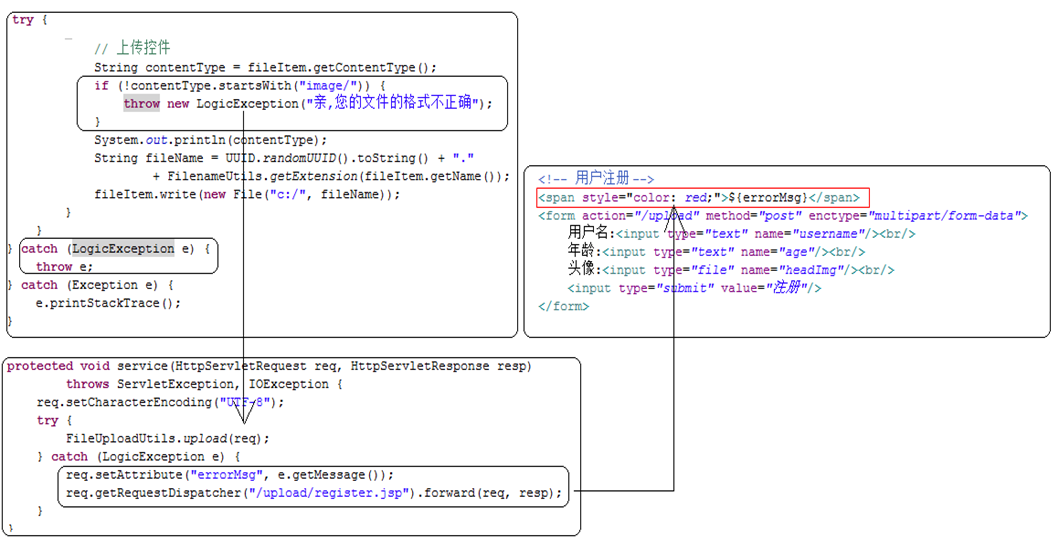 try {
// 上传控件
String contentType = fileItem.getContentType();
if (!contentType.startsWith("image/")) {
throw new LogicException("亲,您的文件的格式不正确");
}
System.out.println(contentType);
String fileName = UUID.randomUUID().toString() + "."
+ FilenameUtils.getExtension(fileItem.getName());
fileItem.write(new File("c:/", fileName));
}
}
} catch (LogicException e) {
throw e;
} catch (Exception e) {
e.printStackTrace();
}
<!-- 用户注册 -->
<span style="color: red;">${errorMsg}</span>
<form action="/upload" method="post" enctype="multipart/form-data">
用户名:<input type="text" name="username"/><br/>
年龄:<input type="text" name="age"/><br/>
头像:<input type="file" name="headImg"/><br/>
<input type="submit" value="注册"/>
</form>
protected void service(HttpServletRequest req, HttpServletResponse resp)
throws ServletException, IOException {
req.setCharacterEncoding("UTF-8");
try {
FileUploadUtils.upload(req);
} catch (LogicException e) {
req.setAttribute("errorMsg", e.getMessage());
req.getRequestDispatcher("/upload/register.jsp").forward(req, resp);
}
}